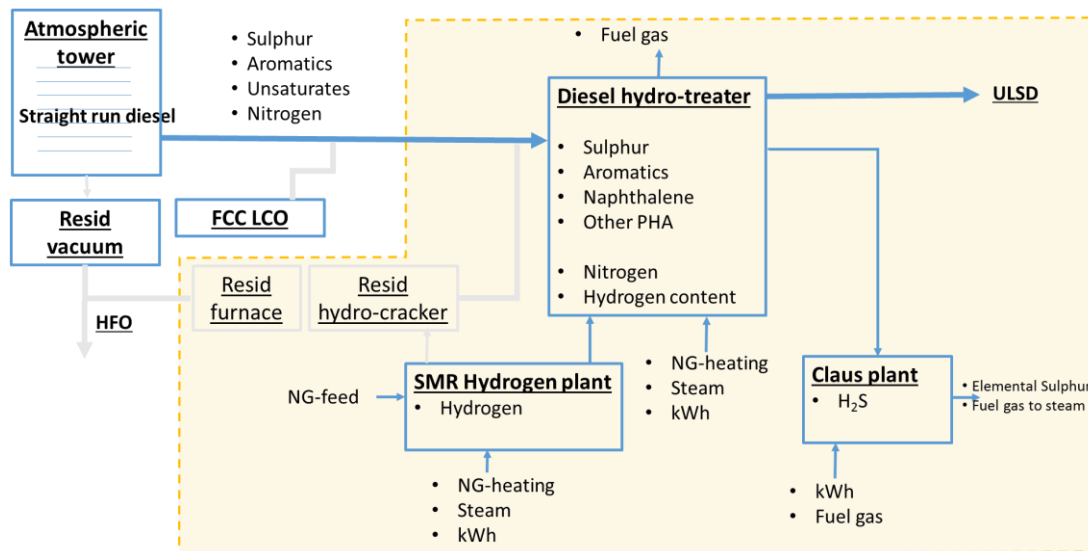 Atmospheric
tower
Straight run diesel
• Sulphur
• Aromatics
• Unsaturates
• Nitrogen
• Fuel gas
Diesel hydro-treater
• Sulphur
• Aromatics
• Naphthalene
• Other PHA
• Nitrogen
• Hydrogen content
ULSD
Resid
vacuum
FCC LCO
HFO
Resid
furnace
Resid
hydro-cracker
NG-feed
SMR Hydrogen plant
• Hydrogen
• NG-heating
• Steam
• kWh
• NG-heating
• Steam
• kWh
Claus plant
• H₂S
• Elemental Sulphur
• Fuel gas to steam
• kWh
• Fuel gas